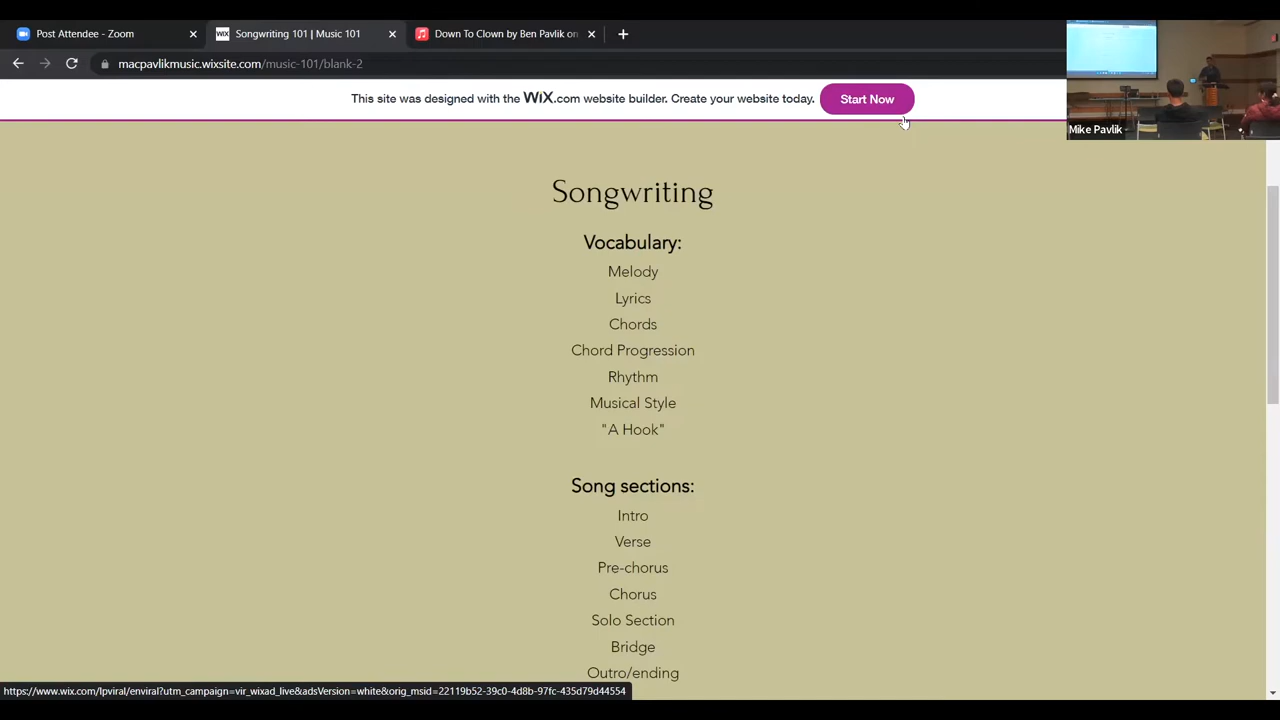 Post Attendee - Zoom
WiX
Songwriting 101 | Music 101
Down To Clown by Ben Pavlik on
macpavlikmusic.wixsite.com/music-101/blank-2
This site was designed with the WiX.com website builder. Create your website today.
Start Now
Mike Pavlik
Songwriting
Vocabulary:
Melody
Lyrics
Chords
Chord Progression
Rhythm
Musical Style
"A Hook"
Song sections:
Intro
Verse
Pre-chorus
Chorus
Solo Section
Bridge
Outro/ending
https://www.wix.com/lpviral/enviral?utm_campaign=vir_wixad_live&adsVersion=white&orig_msid=22119b52-39c0-4d8b-97fc-435d79d44554